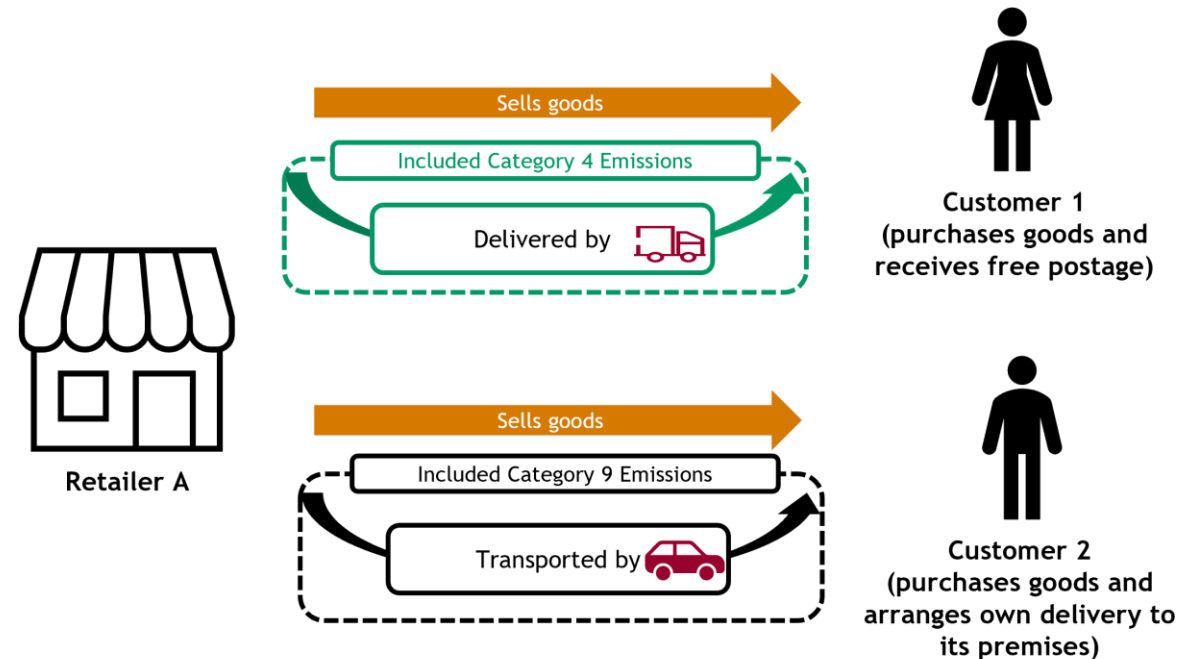 Sells goods
Included Category 4 Emissions
Delivered by
Customer 1
(purchases goods and
receives free postage)
Retailer A
Sells goods
Included Category 9 Emissions
Transported by
Customer 2
(purchases goods and
arranges own delivery to
its premises)